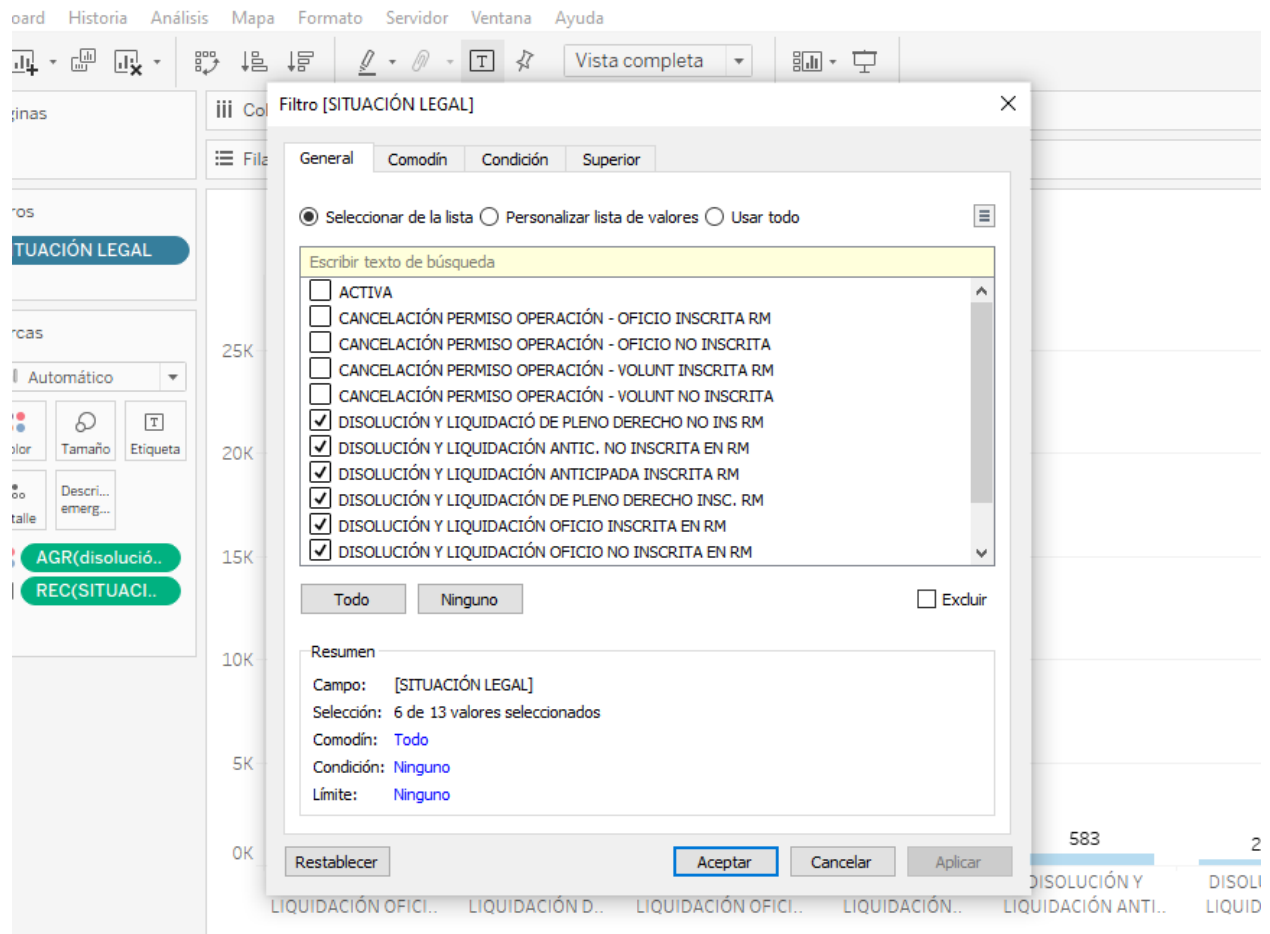 oard Historia Análisis Mapa Formato Servidor Ventana Ayuda
T Vista completa
ginas
iii Col
Filtro [SITUACIÓN LEGAL]
Fila
General Comodín Condición Superior
ros
Seleccionar de la lista Personalizar lista de valores Usar todo
TUACIÓN LEGAL
Escribir texto de búsqueda
ACTIVA
CANCELACIÓN PERMISO OPERACIÓN - OFICIO INSCRITA RM
CANCELACIÓN PERMISO OPERACIÓN - OFICIO NO INSCRITA
CANCELACIÓN PERMISO OPERACIÓN - VOLUNT INSCRITA RM
CANCELACIÓN PERMISO OPERACIÓN - VOLUNT NO INSCRITA
DISOLUCIÓN Y LIQUIDACIÓ DE PLENO DERECHO NO INS RM
DISOLUCIÓN Y LIQUIDACIÓN ANTIC. NO INSCRITA EN RM
DISOLUCIÓN Y LIQUIDACIÓN ANTICIPADA INSCRITA RM
DISOLUCIÓN Y LIQUIDACIÓN DE PLENO DERECHO INSC. RM
DISOLUCIÓN Y LIQUIDACIÓN OFICIO INSCRITA EN RM
DISOLUCIÓN Y LIQUIDACIÓN OFICIO NO INSCRITA EN RM
rcas
Automático
olor Tamaño T Etiqueta
talle Descri... emerg...
AGR(disolució..
REC(SITUACI..
25K
20K
15K
10K
5K
0K
Todo Ninguno Excluir
Resumen
Campo: [SITUACIÓN LEGAL]
Selección: 6 de 13 valores seleccionados
Comodín: Todo
Condición: Ninguno
Límite: Ninguno
Restablecer Aceptar Cancelar Aplicar
583 2
DISOLUCIÓN Y DISOLU
LIQUIDACIÓN OFICI.. LIQUIDACIÓN D.. LIQUIDACIÓN OFICI.. LIQUIDACIÓN.. LIQUIDACIÓN ANTI.. LIQUID